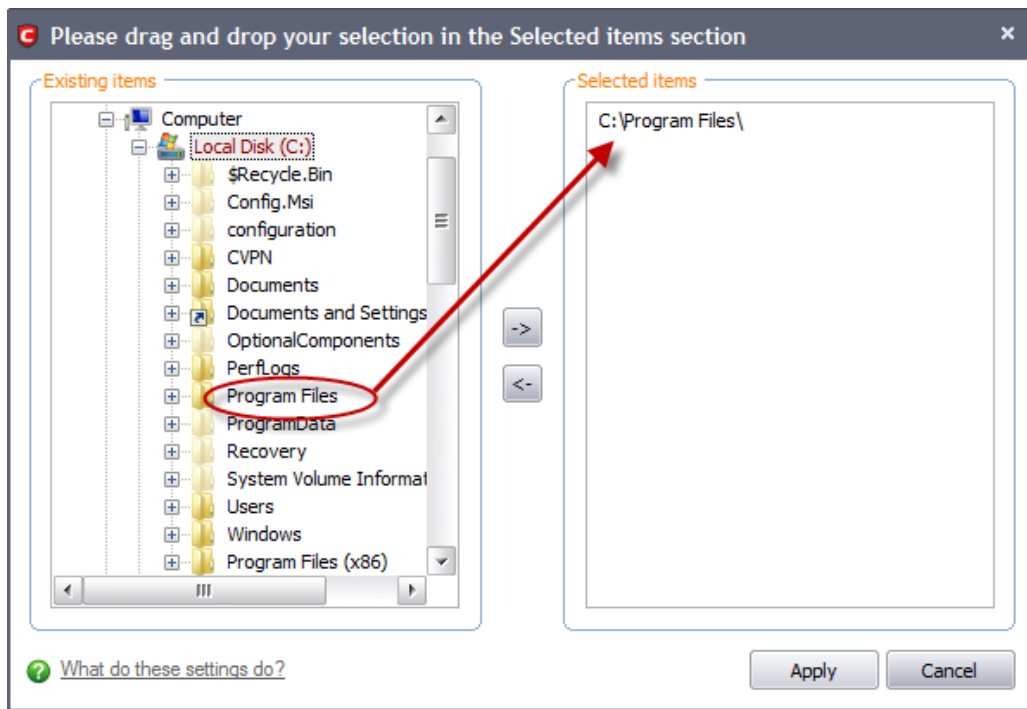 Please drag and drop your selection in the Selected items section
Existing items
Computer
Local Disk (C:)
$Recycle.Bin
Config.Msi
configuration
CVPN
Documents
Documents and Settings
OptionalComponents
PerfLogs
Program Files
ProgramData
Recovery
System Volume Informat
Users
Windows
Program Files (x86)
->
<-
Selected items
C:\Program Files\
What do these settings do?
Apply
Cancel